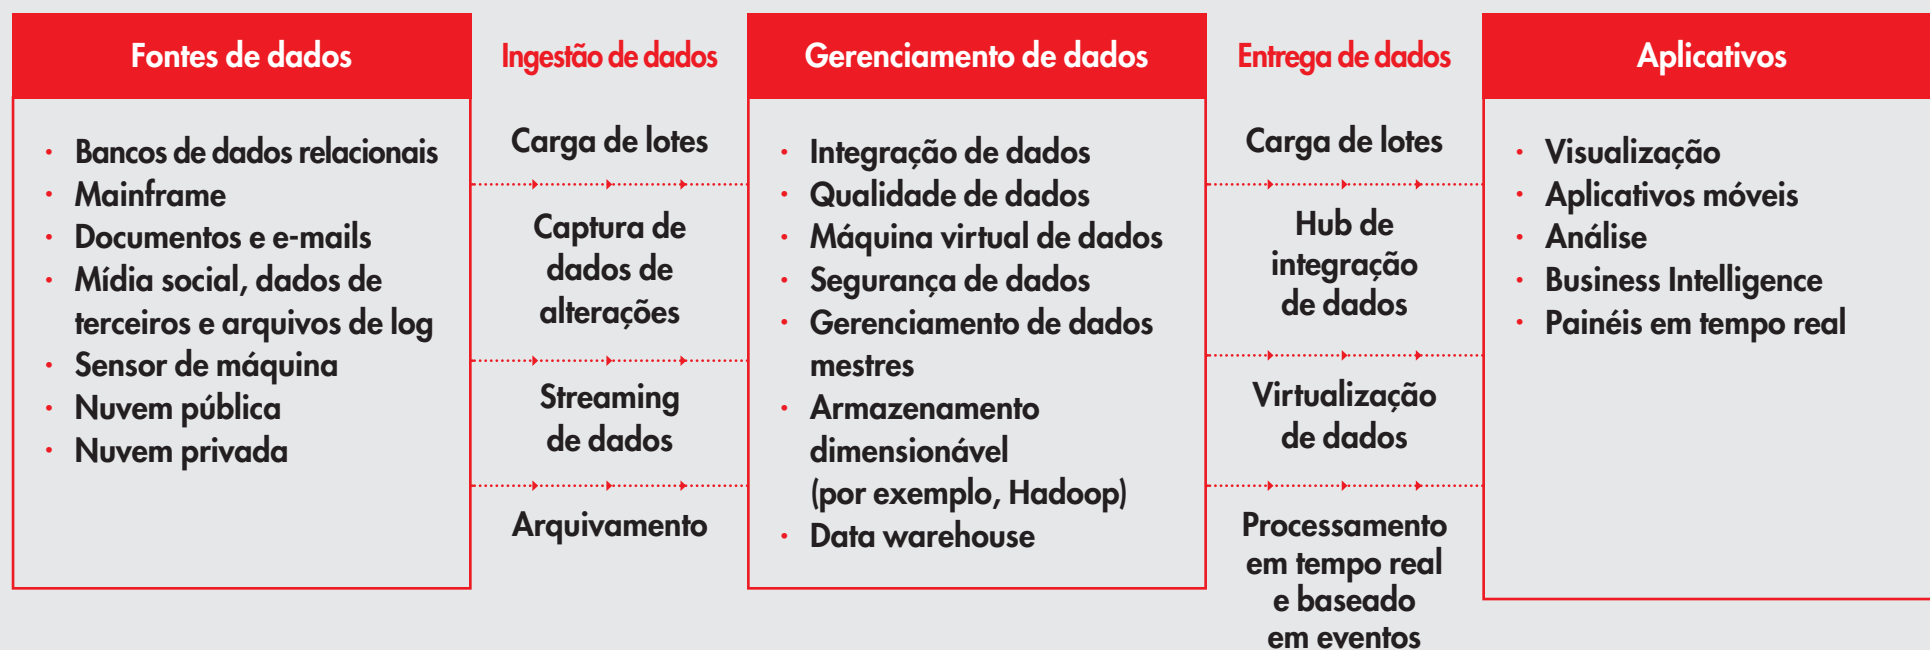 Fontes de dados
· Bancos de dados relacionais
· Mainframe
· Documentos e e-mails
· Mídia social, dados de
terceiros e arquivos de log
· Sensor de máquina
· Nuvem pública
· Nuvem privada
Ingestão de dados
Carga de lotes
Captura de
dados de
alterações
Streaming
de dados
Arquivamento
Gerenciamento de dados
· Integração de dados
· Qualidade de dados
· Máquina virtual de dados
· Segurança de dados
· Gerenciamento de dados
mestres
· Armazenamento
dimensionável
(por exemplo, Hadoop)
· Data warehouse
Entrega de dados
Carga de lotes
Hub de
integração
de dados
Virtualização
de dados
Processamento
em tempo real
e baseado
em eventos
Aplicativos
· Visualização
· Aplicativos móveis
· Análise
· Business Intelligence
· Painéis em tempo real